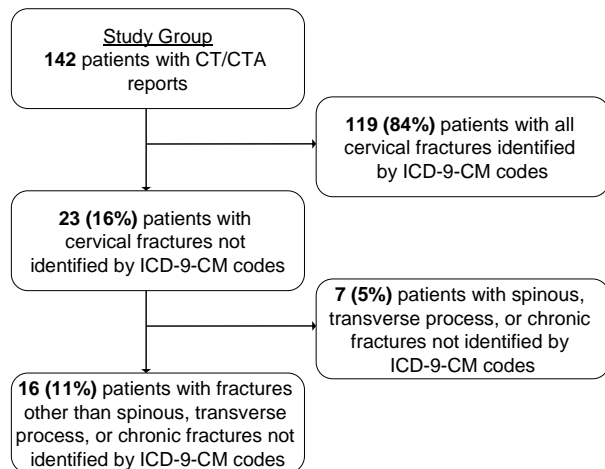 Study Group
142 patients with CT/CTA
reports
119 (84%) patients with all
cervical fractures identified
by ICD-9-CM codes
23 (16%) patients with
cervical fractures not
identified by ICD-9-CM codes
7 (5%) patients with spinous,
transverse process, or chronic
fractures not identified by
ICD-9-CM codes
16 (11%) patients with fractures
other than spinous, transverse
process, or chronic fractures not
identified by ICD-9-CM codes